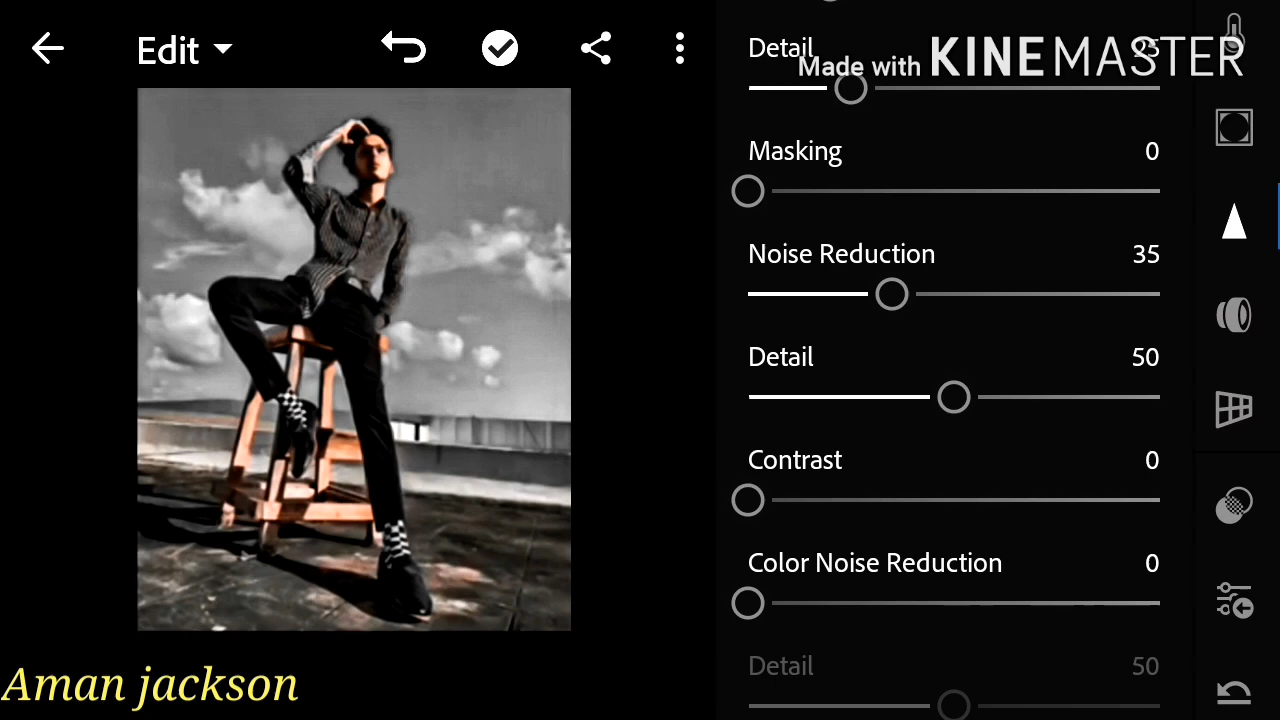 Edit
Detail 25
Made with KINEMASTER
Masking 0
Noise Reduction 35
Detail 50
Contrast 0
Color Noise Reduction 0
Detail 50
Aman jackson